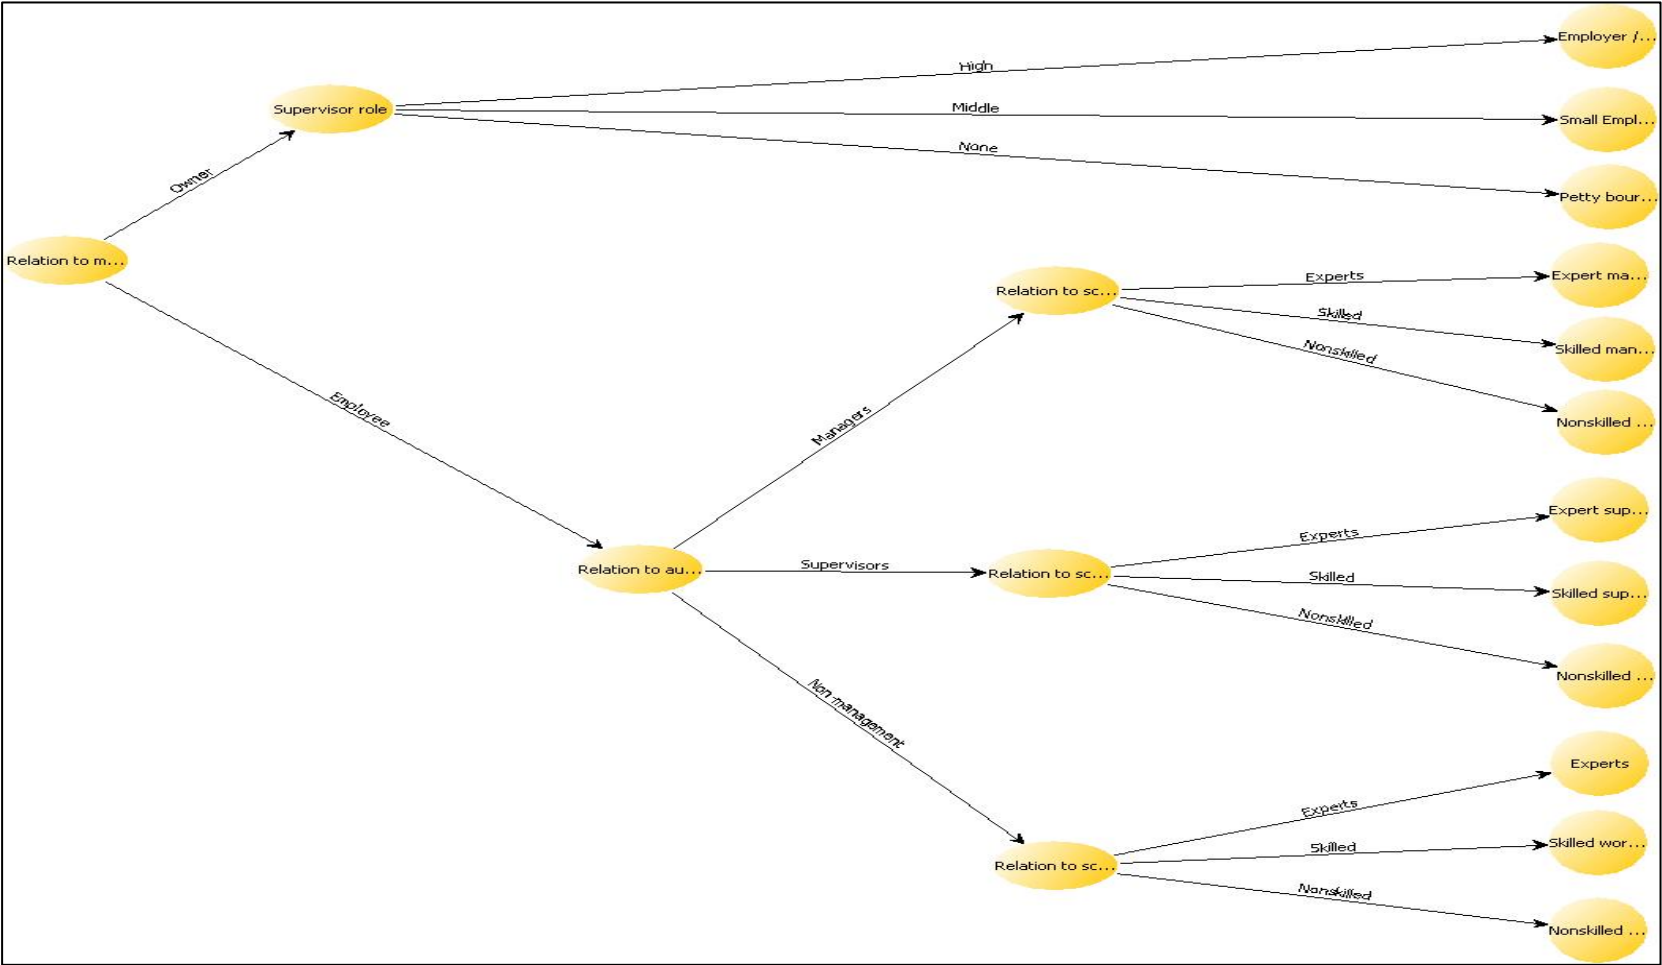 Employer /...
High
Supervisor role
Middle
Small Empl...
None
Petty bour...
Owner
Relation to m...
Employee
Relation to sc...
Experts
Expert ma...
Skilled
Skilled man...
Nonskilled
Nonskilled ...
Managers
Relation to au...
Supervisors
Relation to sc...
Experts
Expert sup...
Skilled
Skilled sup...
Nonskilled
Nonskilled ...
Non-management
Relation to sc...
Experts
Experts
Skilled
Skilled wor...
Nonskilled
Nonskilled ...